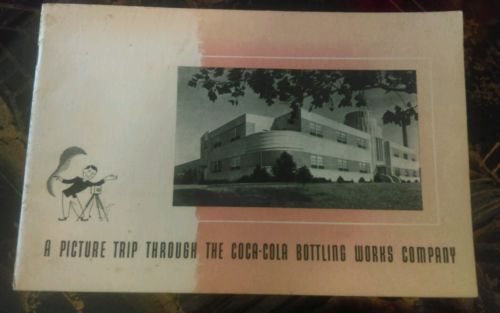 A PICTURE TRIP THROUGH THE COCA-COLA BOTTLING WORKS COMPANY